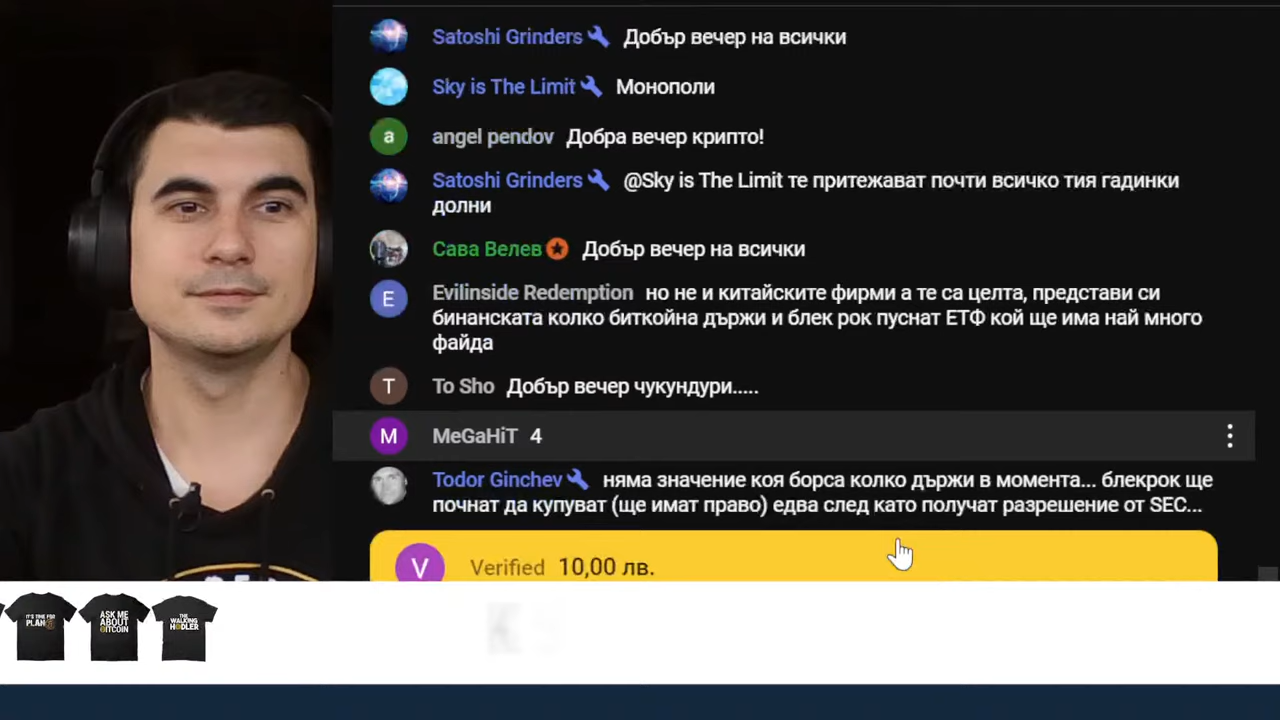 Satoshi Grinders Добър вечер на всички
Sky is The Limit Монополи
a angel pendov Добра вечер крипто!
Satoshi Grinders @Sky is The Limit те притежават почти всичко тия гадинки
долни
Сава Велев Добър вечер на всички
E Evilinside Redemption но не и китайските фирми а те са целта, представи си
бинанската колко биткойна държи и блек рок пуснат ЕТФ кой ще има най много
файда
T To Sho Добър вечер чукундури.....
M MeGaHiT 4
Todor Ginchev няма значение коя борса колко държи в момента... блекрок ще
почнат да купуват (ще имат право) едва след като получат разрешение от SEC...
V Verified 10,00 лв.
IT'S TIME FOR
PLAN B
ASK ME
ABOUT
BITCOIN
THE
WALKING
HODLER